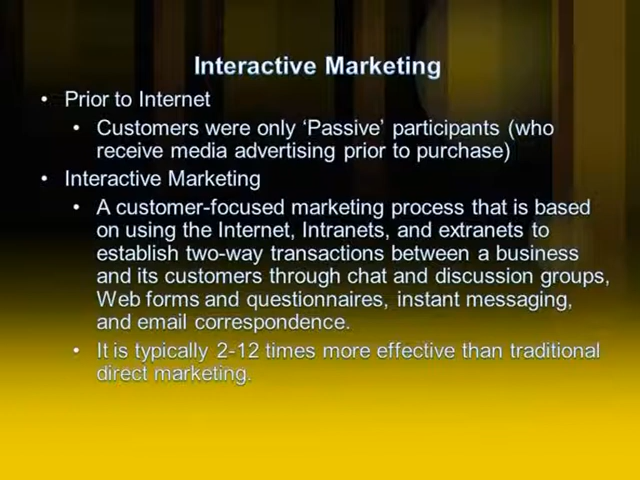 Interactive Marketing
• Prior to Internet
• Customers were only ‘Passive’ participants (who
receive media advertising prior to purchase)
• Interactive Marketing
• A customer-focused marketing process that is based
on using the Internet, Intranets, and extranets to
establish two-way transactions between a business
and its customers through chat and discussion groups,
Web forms and questionnaires, instant messaging,
and email correspondence.
• It is typically 2-12 times more effective than traditional
direct marketing.